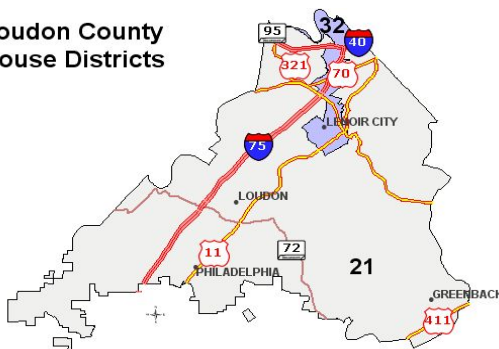 oudon County
ouse Districts
95
32
40
321
70
LENOIR CITY
75
LOUDON
11
72
PHILADELPHIA
21
GREENBACK
411